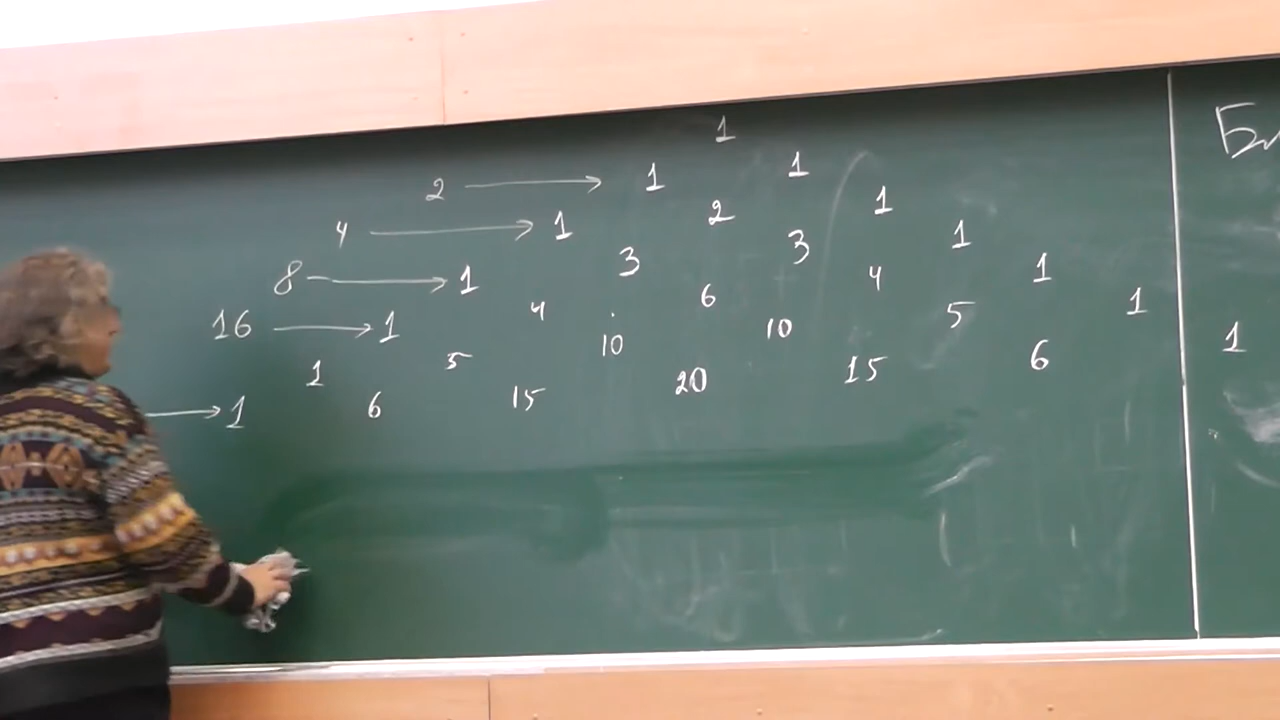 1
2 → 1 1
4 → 1 2 1
8 → 1 3 3 1
16 → 1 4 6 4 1
1 5 10 10 5 1
→ 1 6 15 20 15 6 1